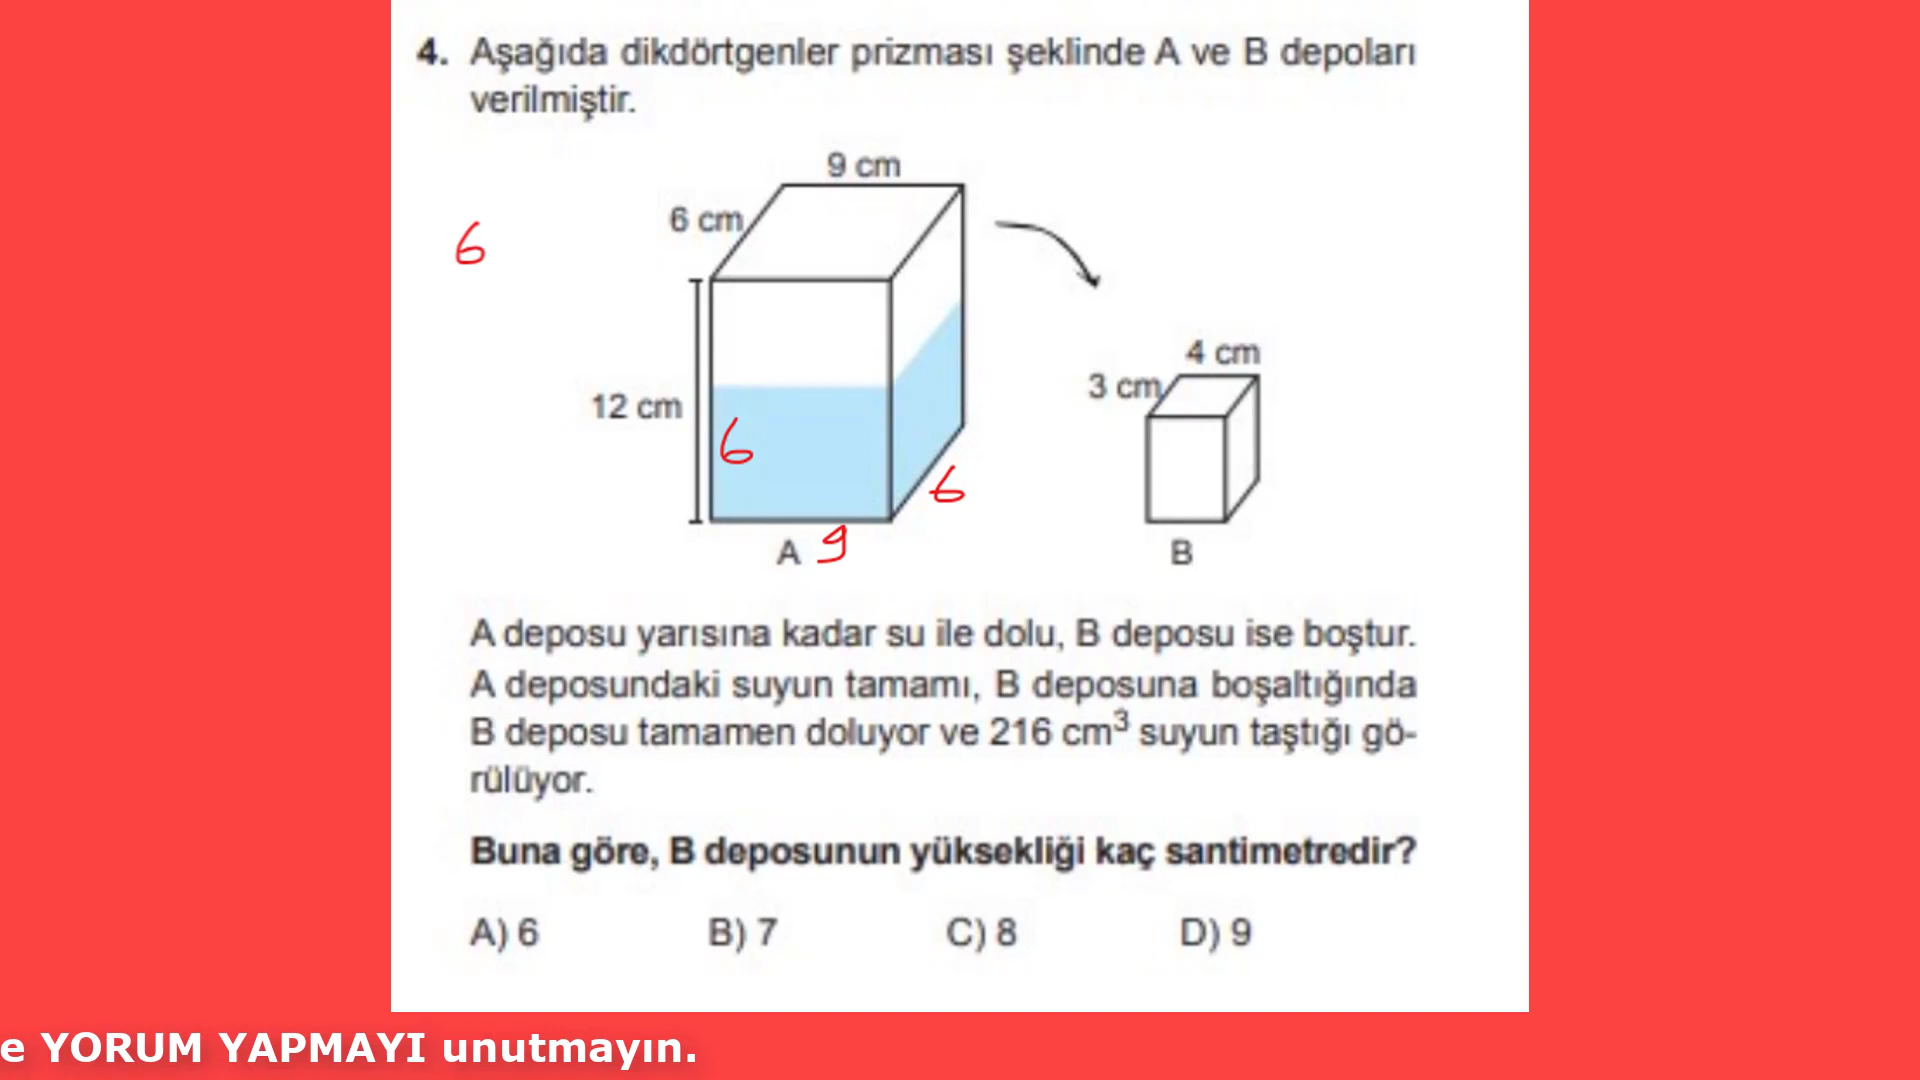 4. Aşağıda dikdörtgenler prizması şeklinde A ve B depoları
verilmiştir.
9 cm
6 cm
6
4 cm
3 cm
12 cm
6
6
A 9
B
A deposu yarısına kadar su ile dolu, B deposu ise boştur.
A deposundaki suyun tamamı, B deposuna boşaltığında
B deposu tamamen doluyor ve 216 cm³ suyun taştığı gö-
rülüyor.
Buna göre, B deposunun yüksekliği kaç santimetredir?
A) 6 B) 7 C) 8 D) 9
e YORUM YAPMAYI unutmayın.